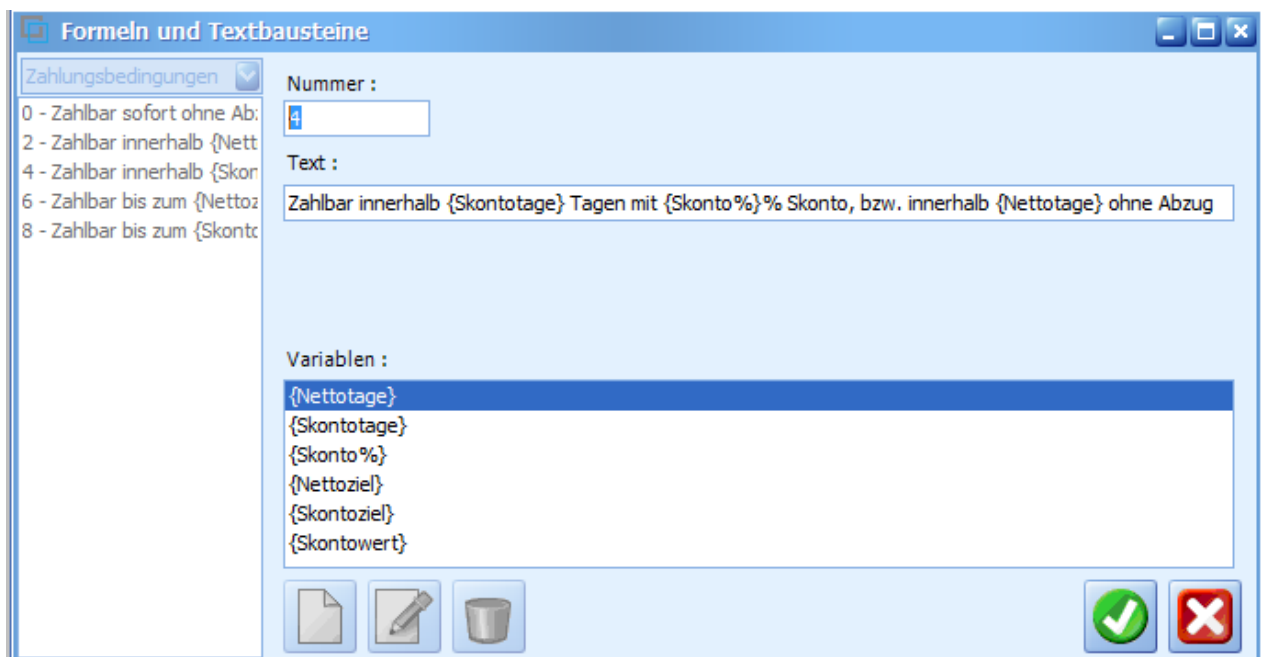 Formeln und Textbausteine
Zahlungsbedingungen
0 - Zahlbar sofort ohne Ab
2 - Zahlbar innerhalb {Nett
4 - Zahlbar innerhalb {Skon
6 - Zahlbar bis zum {Nettoz
8 - Zahlbar bis zum {Skonto
Nummer :
4
Text :
Zahlbar innerhalb {Skontotage} Tagen mit {Skonto%}% Skonto, bzw. innerhalb {Nettotage} ohne Abzug
Variablen :
{Nettotage}
{Skontotage}
{Skonto%}
{Nettoziel}
{Skontoziel}
{Skontowert}